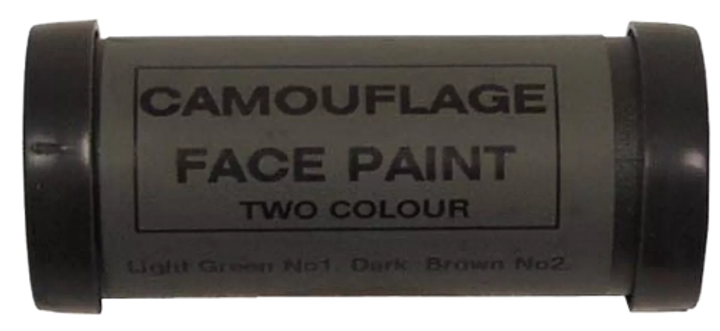 CAMOUFLAGE
FACE PAINT
TWO COLOUR
Light Green No1. Dark Brown No2.